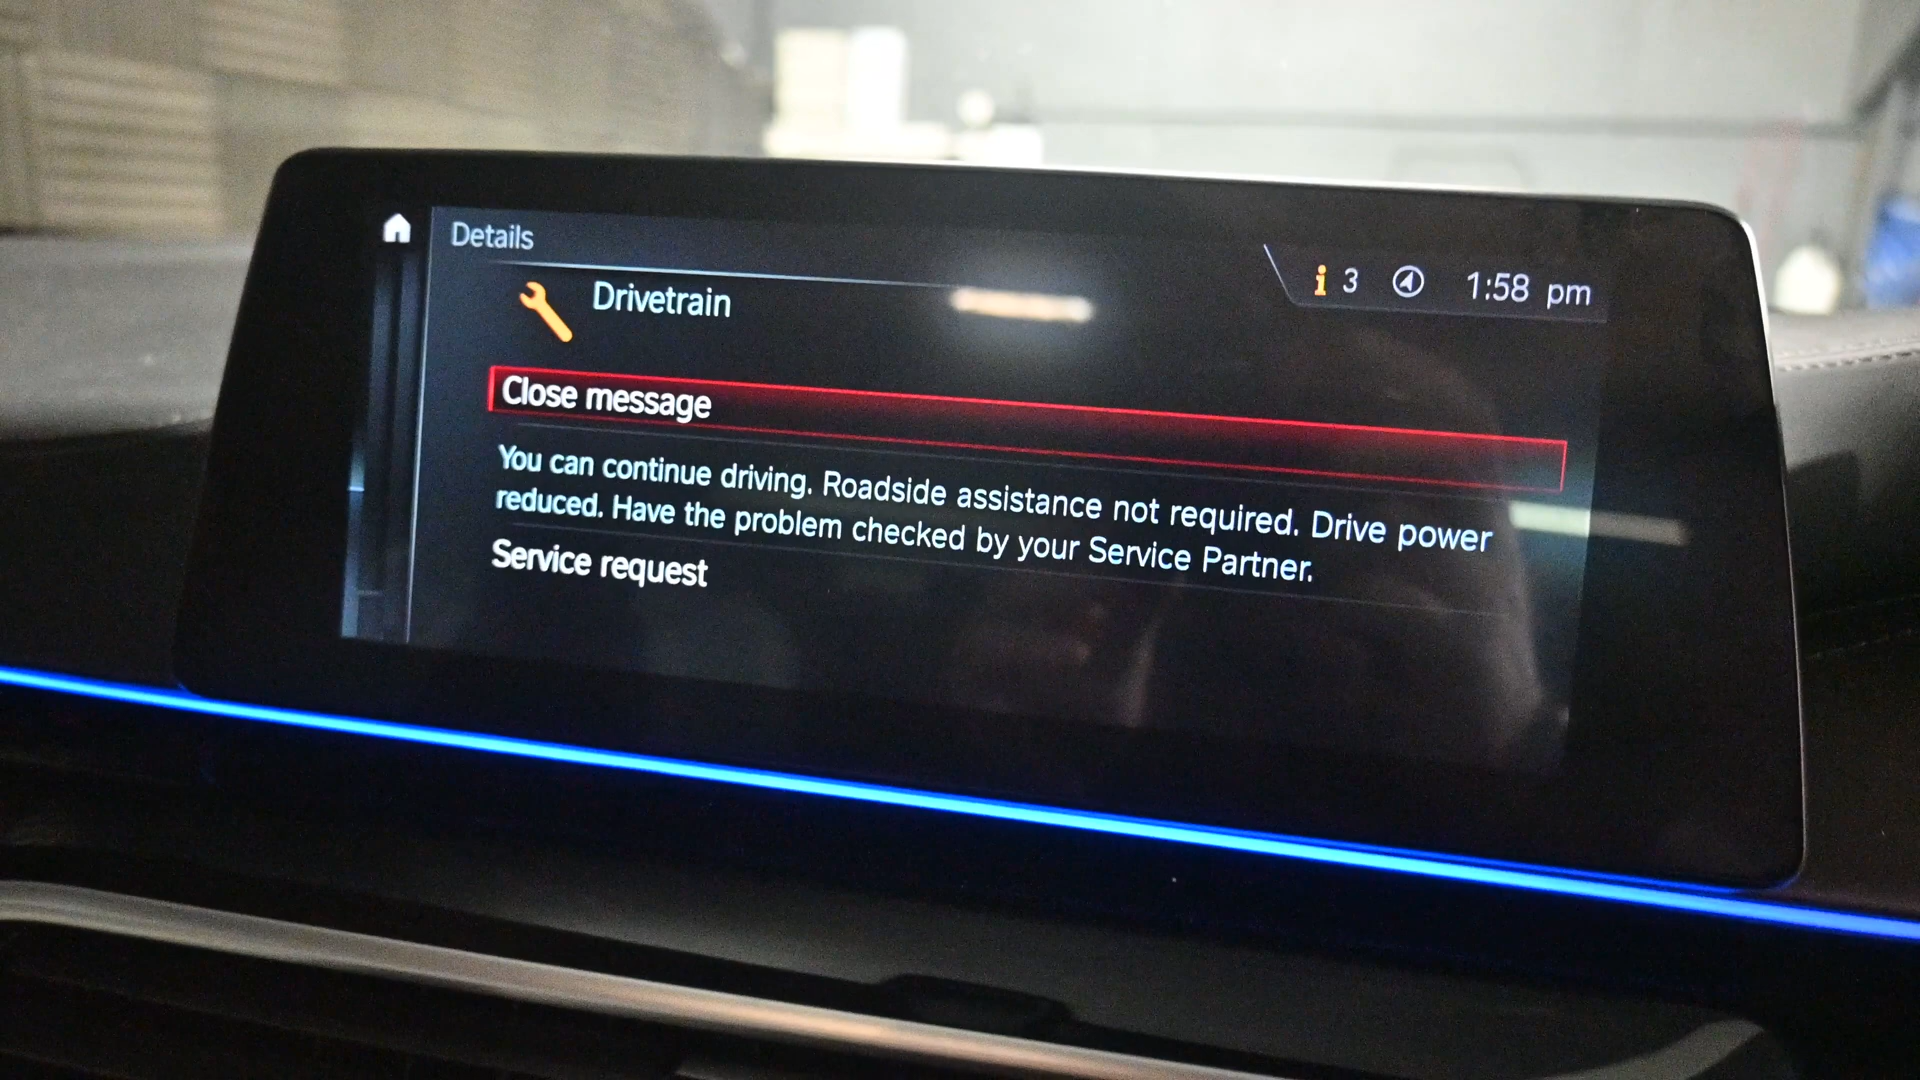 Details
i 3 1:58 pm
Drivetrain
Close message
You can continue driving. Roadside assistance not required. Drive power
reduced. Have the problem checked by your Service Partner.
Service request